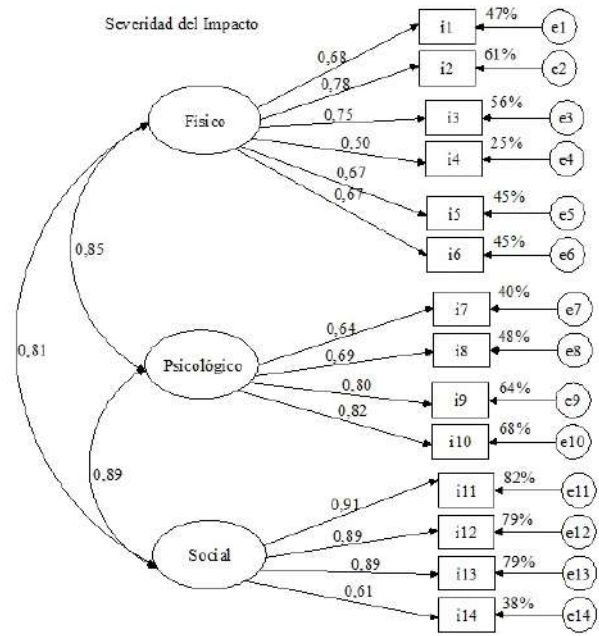 Severidad del Impacto
i1
47%
e1
0,68
i2
61%
e2
0,78
Físico
0,75
i3
56%
e3
0,50
i4
25%
e4
0,67
i5
45%
e5
0,67
i6
45%
e6
0,85
0,81
i7
40%
e7
0,64
i8
48%
e8
0,69
Psicológico
0,80
i9
64%
e9
0,82
i10
68%
e10
0,89
i11
82%
e11
0,91
i12
79%
e12
0,89
Social
0,89
i13
79%
e13
0,61
i14
38%
e14